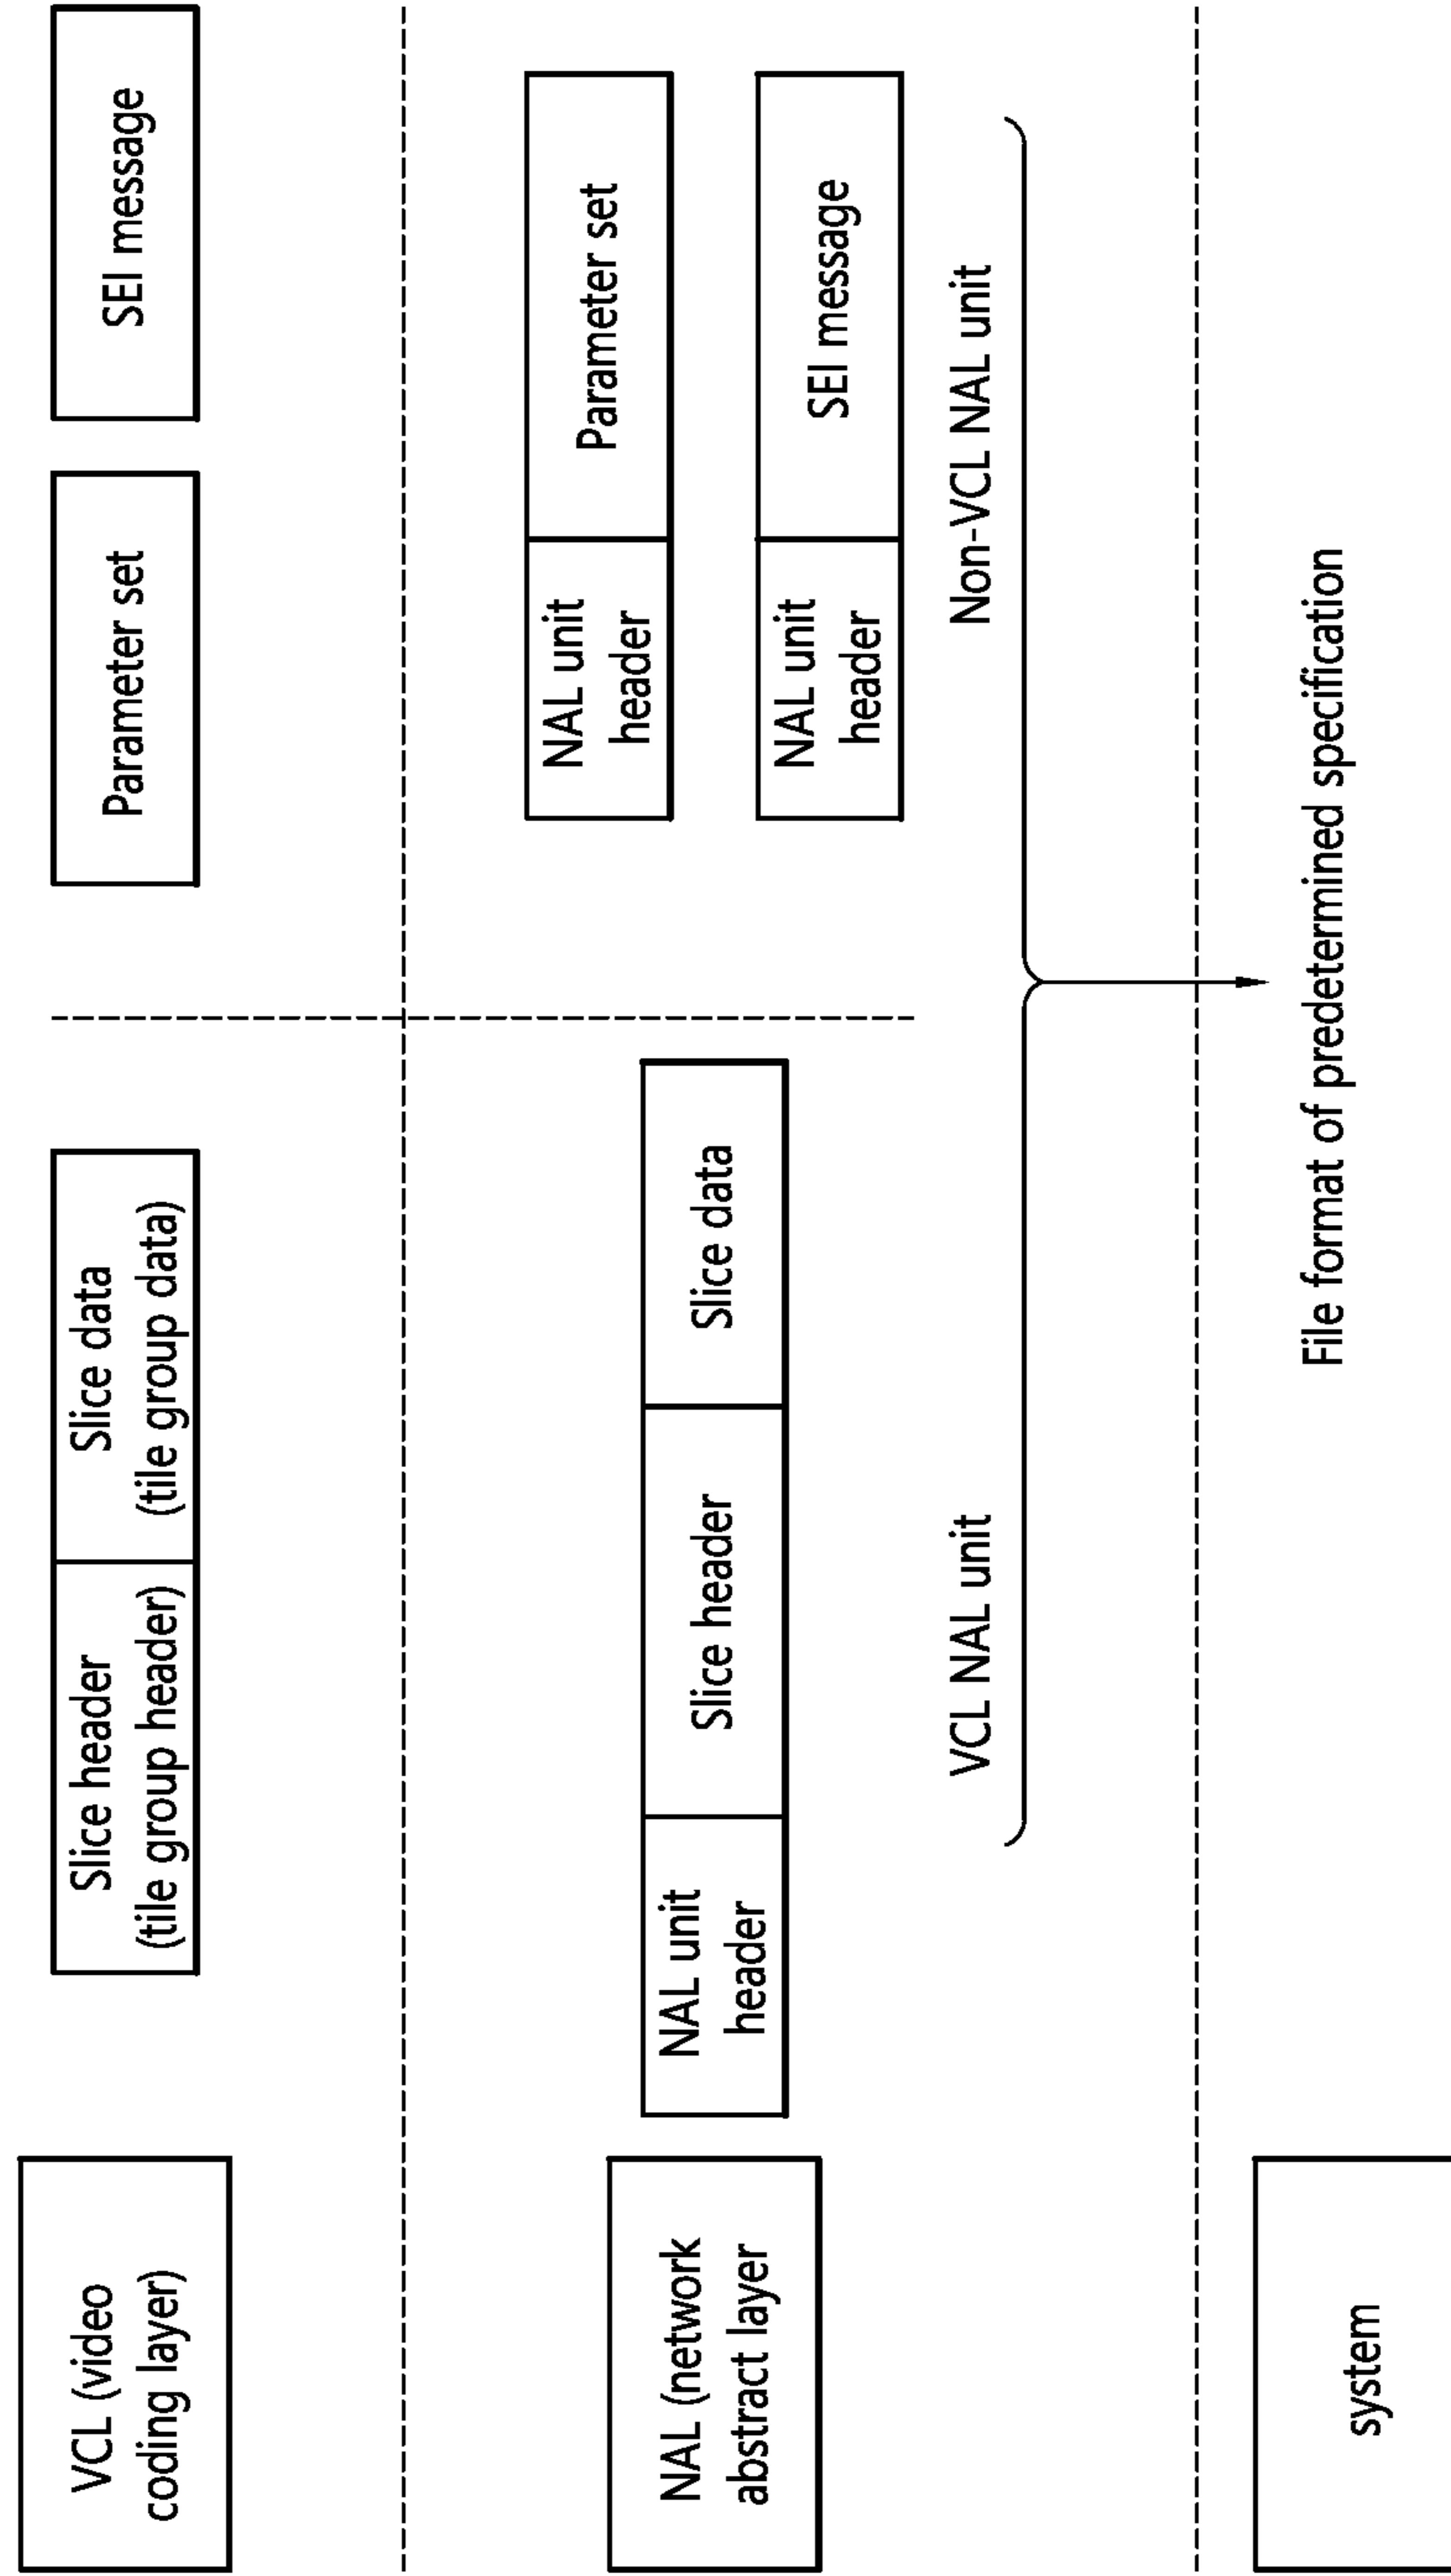 VCL (video
coding layer)
Slice header
(tile group header)
Slice data
(tile group data)
Parameter set
SEI message
NAL (network
abstract layer
NAL unit
header
Slice header
Slice data
NAL unit
header
Parameter set
NAL unit
header
SEI message
VCL NAL unit
Non-VCL NAL unit
system
File format of predetermined specification